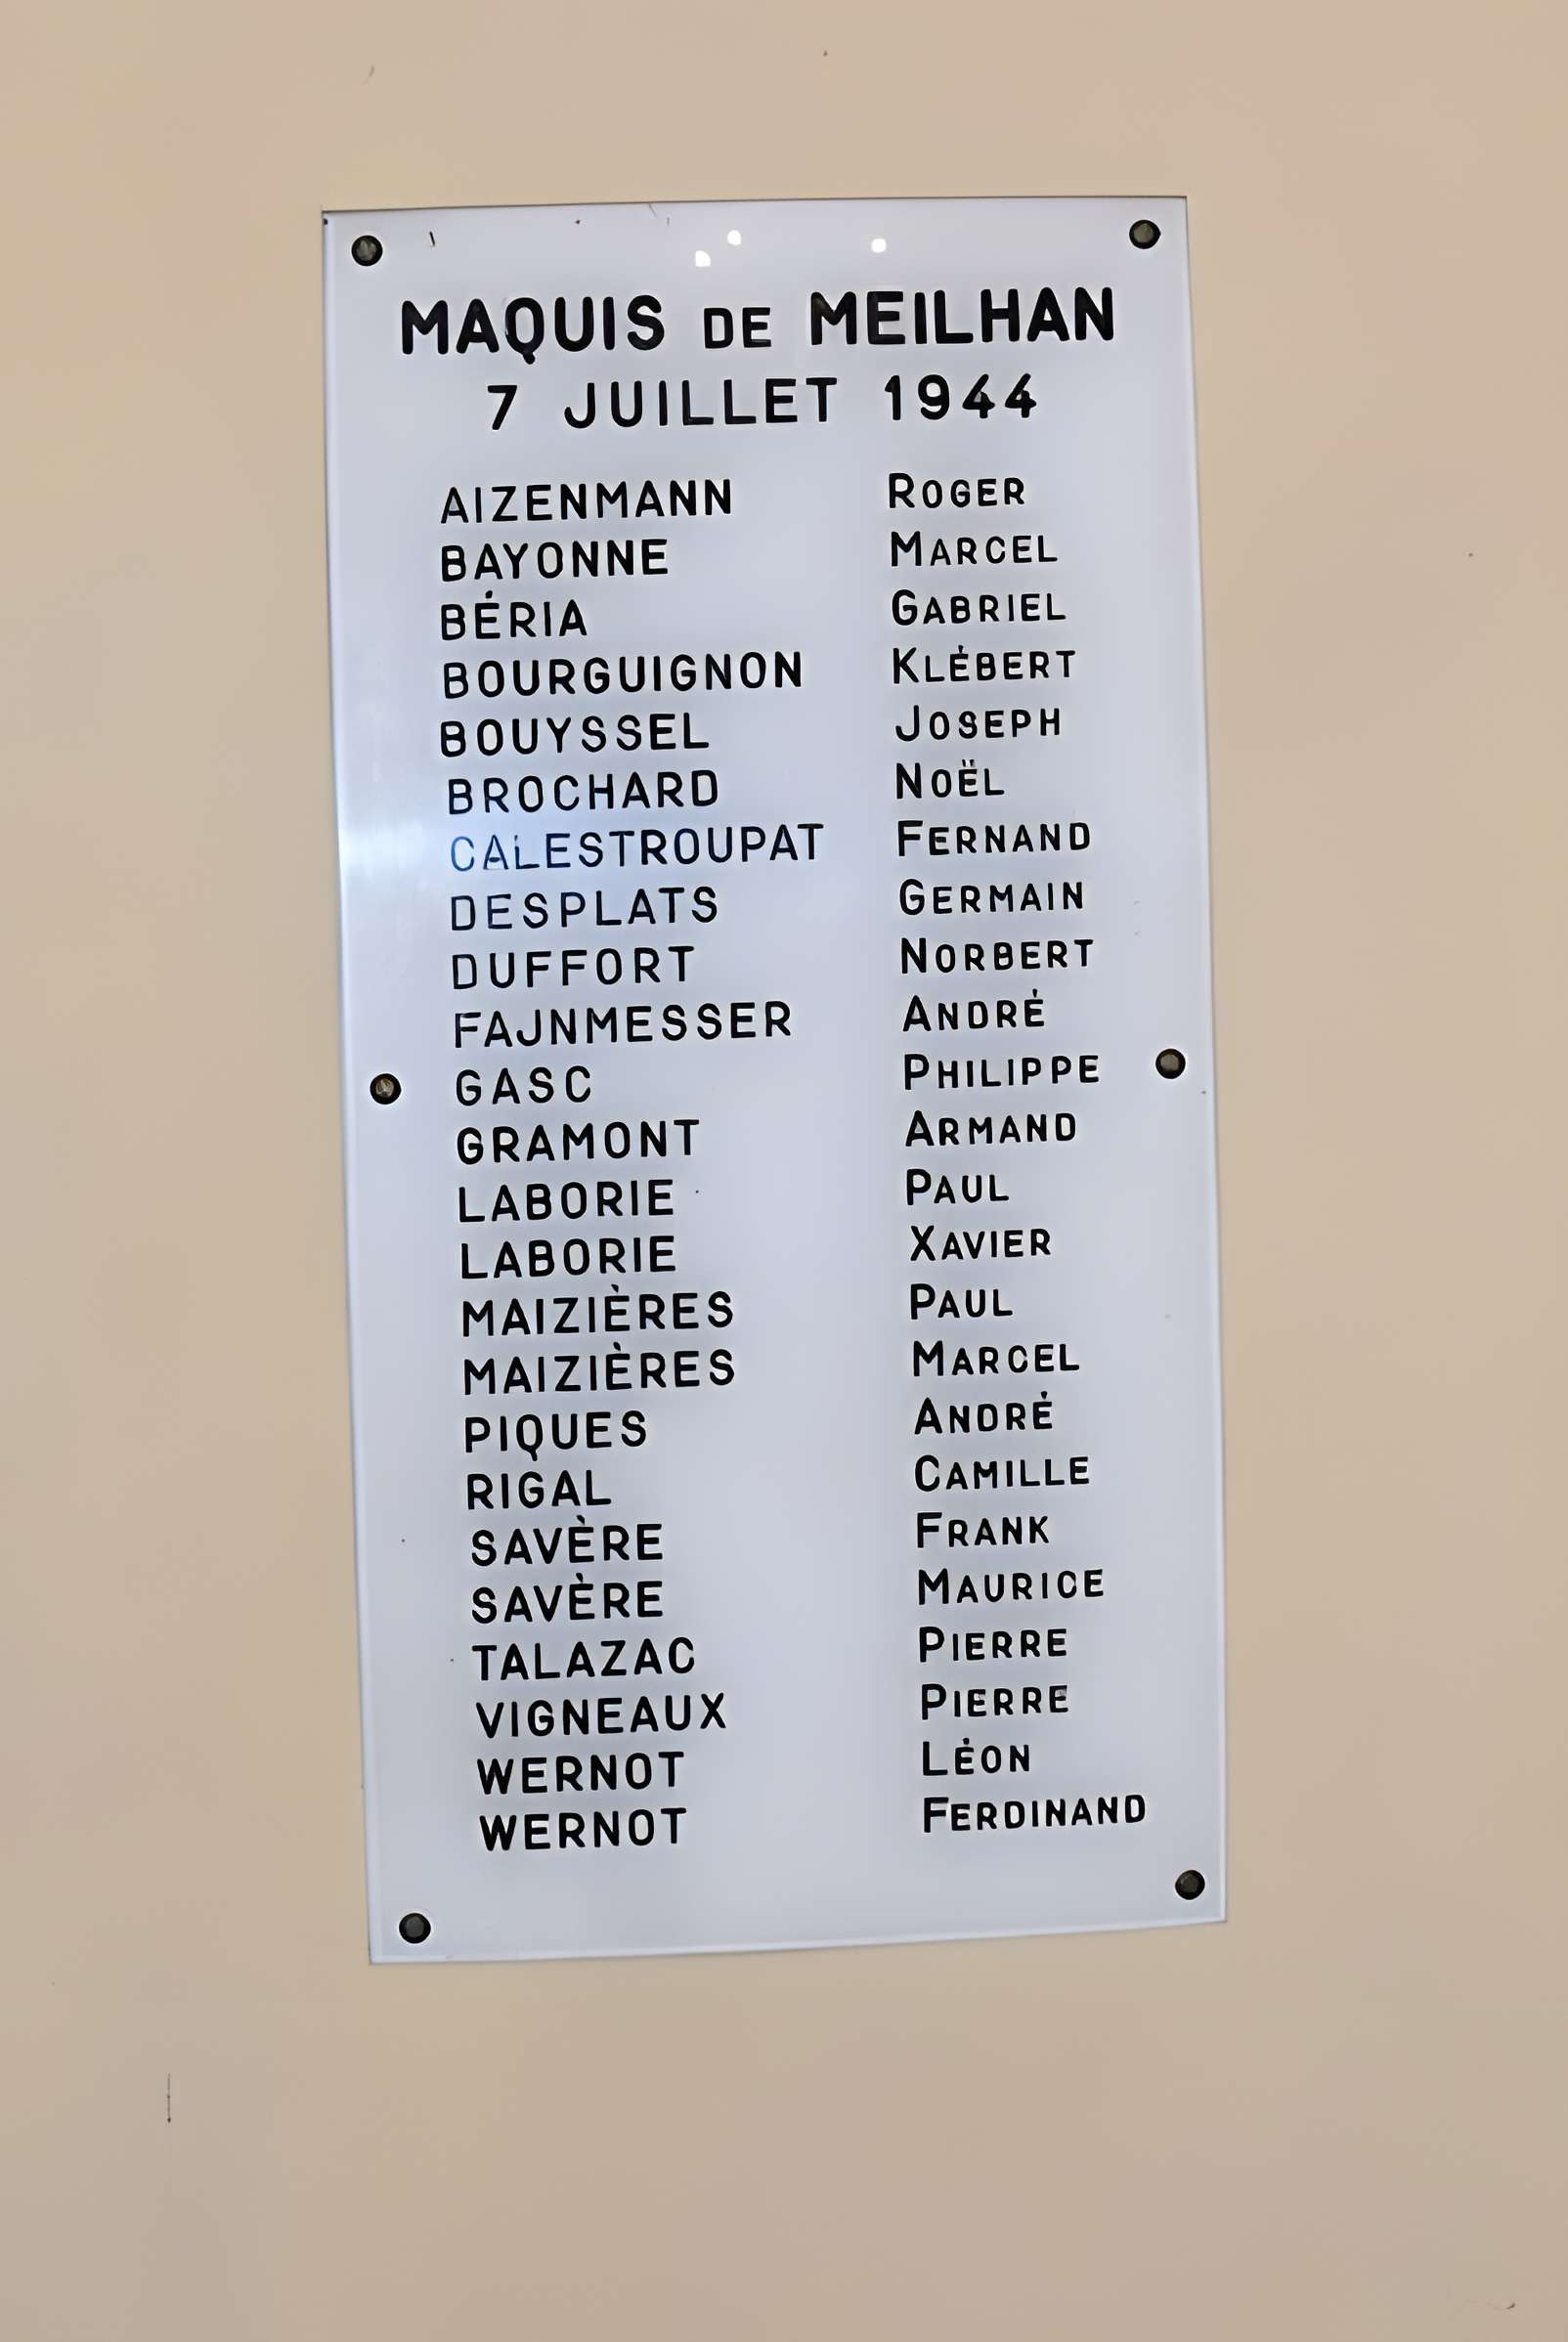 MAQUIS DE MEILHAN
7 JUILLET 1944
AIZENMANN ROGER
BAYONNE MARCEL
BÉRIA GABRIEL
BOURGUIGNON KLÉBERT
BOUYSSEL JOSEPH
BROCHARD NOËL
CALESTROUPAT FERNAND
DESPLATS GERMAIN
DUFFORT NORBERT
FAJNMESSER ANDRÉ
GASC PHILIPPE
GRAMONT ARMAND
LABORIE PAUL
LABORIE XAVIER
MAIZIÈRES PAUL
MAIZIÈRES MARCEL
PIQUES ANDRÉ
RIGAL CAMILLE
SAVÈRE FRANK
SAVÈRE MAURICE
TALAZAC PIERRE
VIGNEAUX PIERRE
WERNOT LÉON
WERNOT FERDINAND